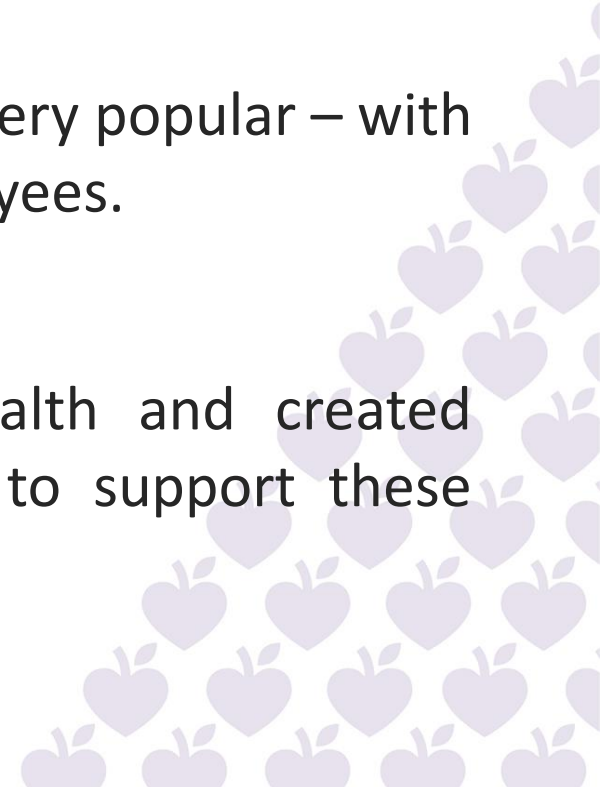 ery popular – with
yees.
alth and created
to support these